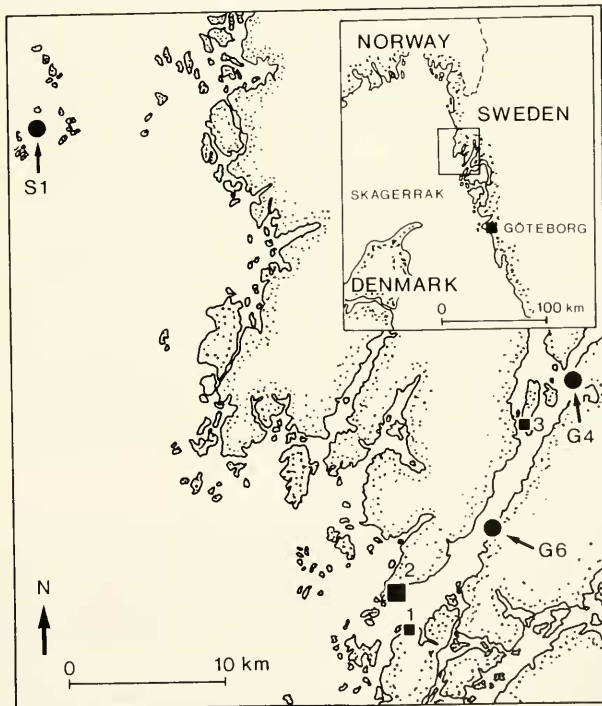 NORWAY
SWEDEN
S1
SKAGERRAK
GÖTEBORG
DENMARK
0 100 km
3
G4
G6
2
1
N
0 10 km